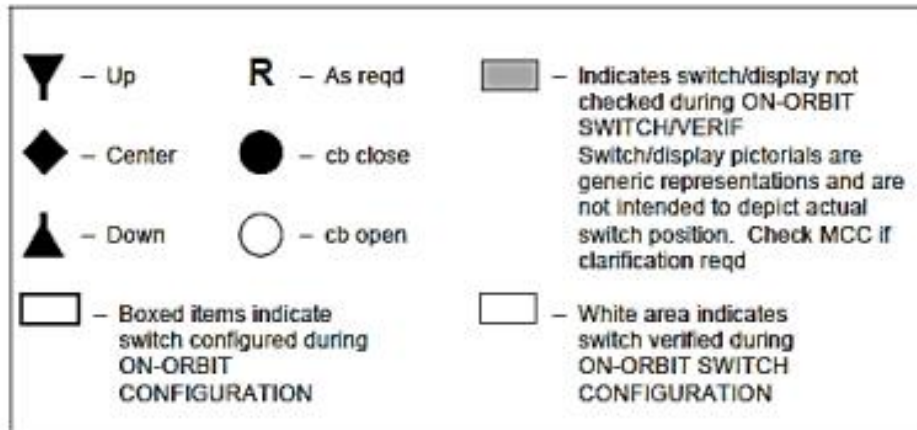 – Up
R – As reqd
– Indicates switch/display not
checked during ON-ORBIT
SWITCH/VERIF
Switch/display pictorials are
generic representations and are
not intended to depict actual
switch position. Check MCC if
clarification reqd
– Center
– cb close
– Down
– cb open
– Boxed items indicate
switch configured during
ON-ORBIT
CONFIGURATION
– White area indicates
switch verified during
ON-ORBIT SWITCH
CONFIGURATION